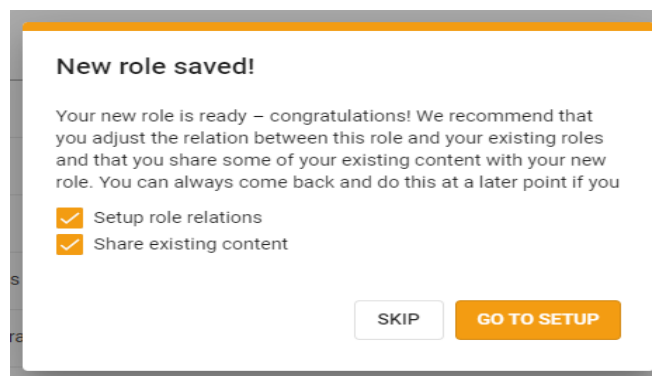 New role saved!
Your new role is ready – congratulations! We recommend that
you adjust the relation between this role and your existing roles
and that you share some of your existing content with your new
role. You can always come back and do this at a later point if you
Setup role relations
Share existing content
s
ra
SKIP
GO TO SETUP